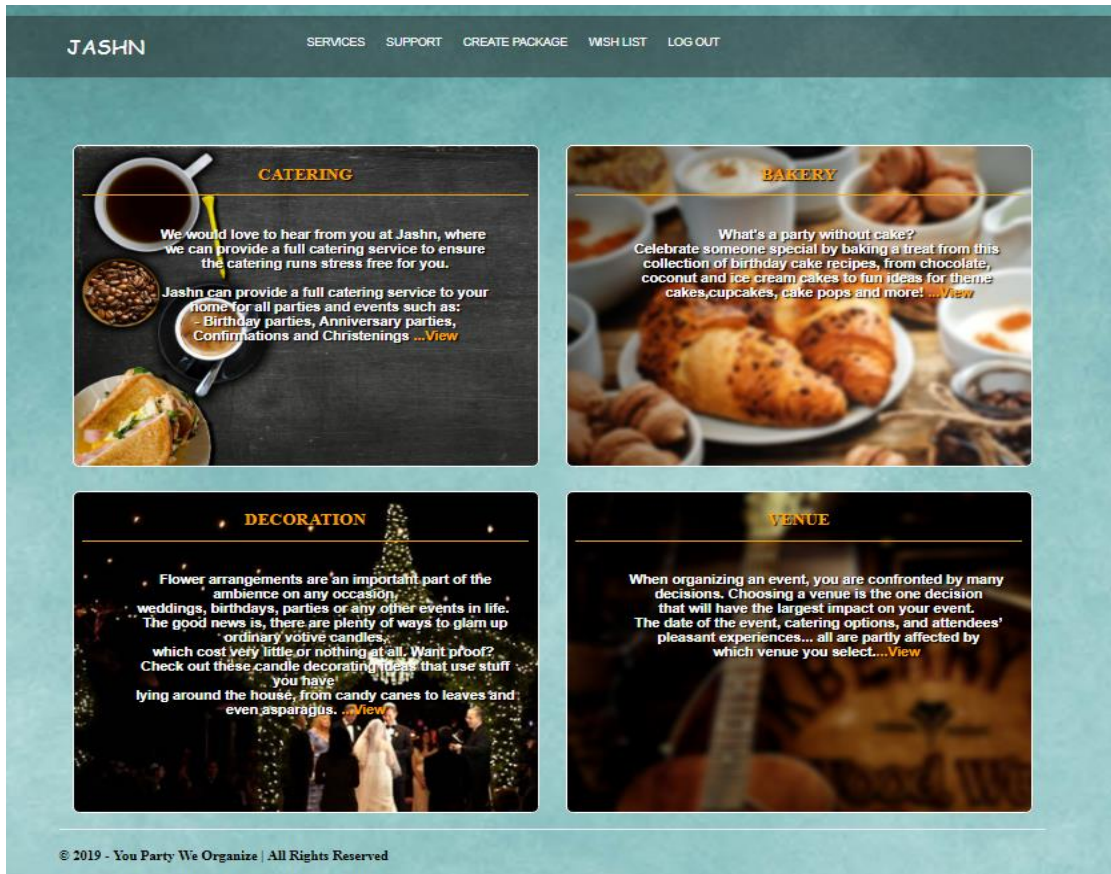 JASHN
SERVICES SUPPORT CREATE PACKAGE WISH LIST LOG OUT
CATERING
We would love to hear from you at Jashn, where
we can provide a full catering service to ensure
the catering runs stress free for you.
Jashn can provide a full catering service to your
home for all parties and events such as:
- Birthday parties, Anniversary parties,
Confirmations and Christenings ...View
BAKERY
What's a party without cake?
Celebrate someone special by baking a treat from this
collection of birthday cake recipes, from chocolate,
coconut and ice cream cakes to fun ideas for theme
cakes,cupcakes, cake pops and more! ...View
DECORATION
Flower arrangements are an important part of the
ambience on any occasion,
weddings, birthdays, parties or any other events in life.
The good news is, there are plenty of ways to glam up
ordinary votive candles,
which cost very little or nothing at all. Want proof?
Check out these candle decorating ideas that use stuff
you have
lying around the house, from candy canes to leaves and
even asparagus. ...View
VENUE
When organizing an event, you are confronted by many
decisions. Choosing a venue is the one decision
that will have the largest impact on your event.
The date of the event, catering options, and attendees'
pleasant experiences... all are partly affected by
which venue you select....View
© 2019 - You Party We Organize | All Rights Reserved